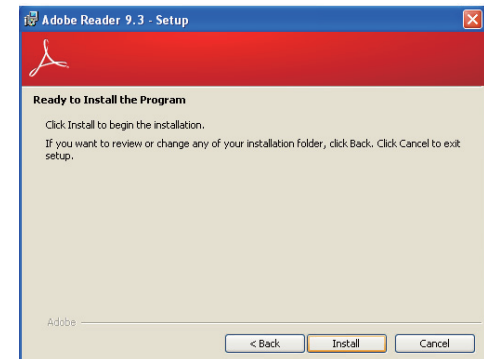 Adobe Reader 9.3 - Setup
Ready to Install the Program
Click Install to begin the installation.
If you want to review or change any of your installation folder, click Back. Click Cancel to exit
setup.
Adobe
< Back Install Cancel